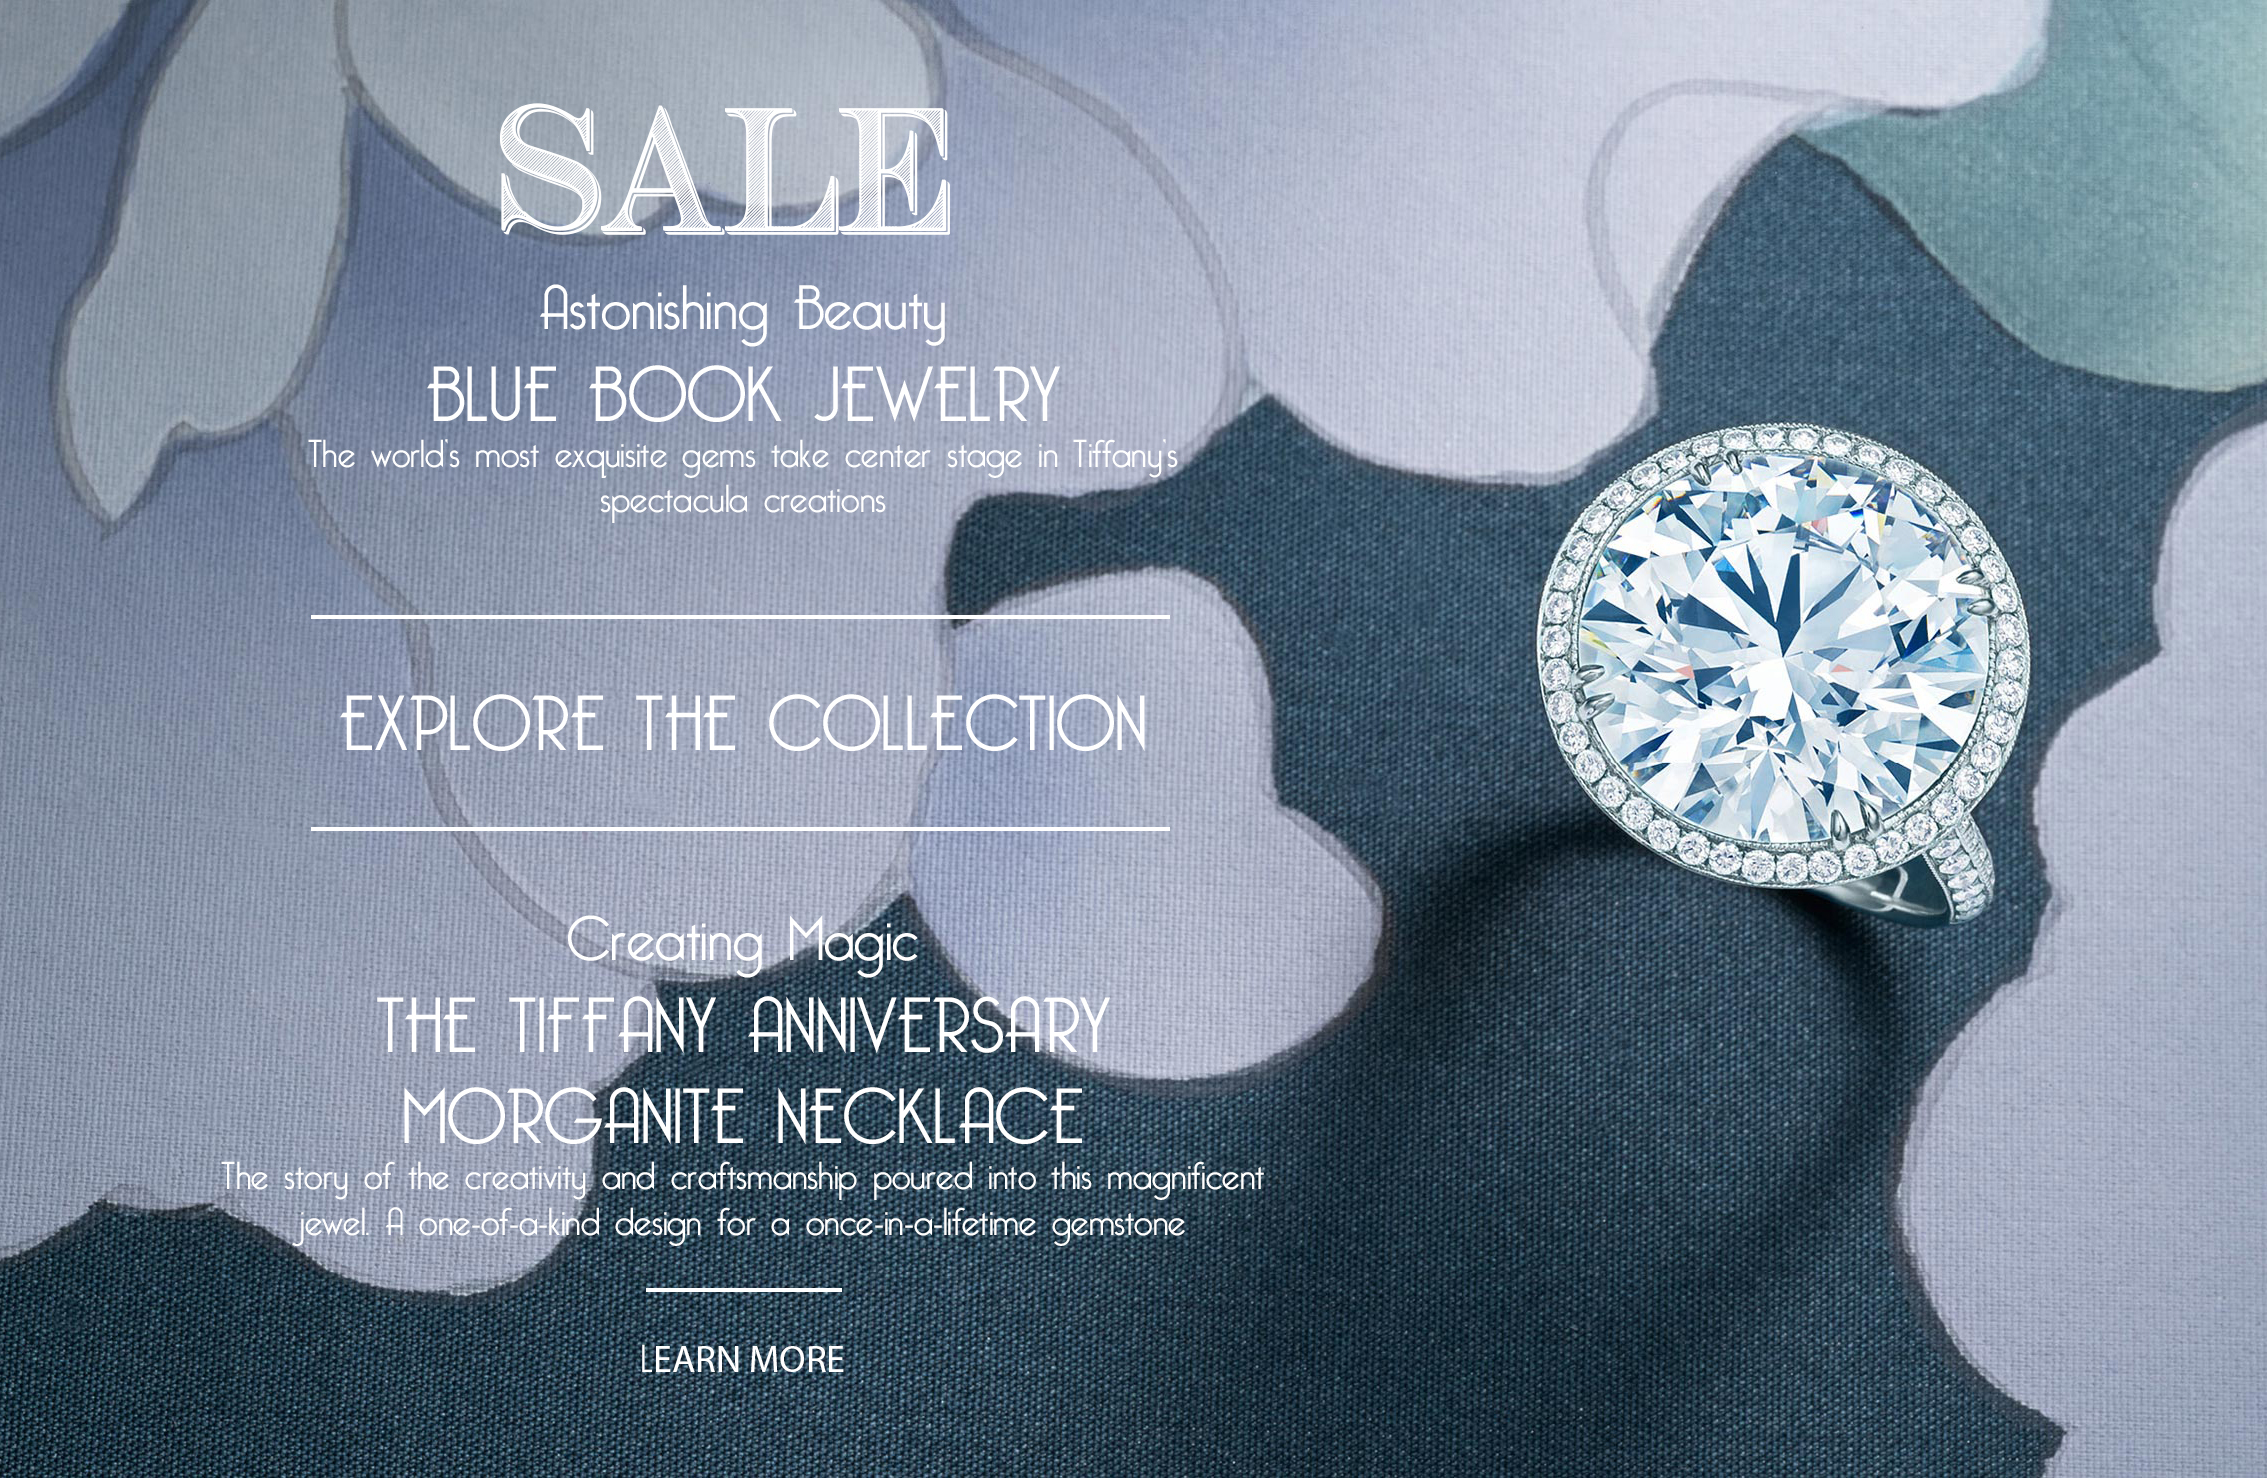 SALE
Astonishing Beauty
BLUE BOOK JEWELRY
The world's most exquisite gems take center stage in Tiffany's
spectacula creations
EXPLORE THE COLLECTION
Creating Magic
THE TIFFANY ANNIVERSARY
MORGANITE NECKLACE
The story of the creativity and craftsmanship poured into this magnificent
jewel. A one-of-a-kind design for a once-in-a-lifetime gemstone
LEARN MORE